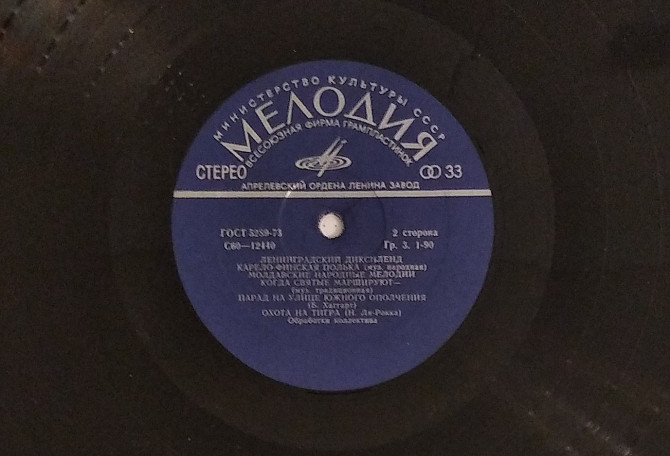 МИНИСТЕРСТВО КУЛЬТУРЫ СССР
МЕЛОДИЯ
ВСЕСОЮЗНАЯ ФИРМА ГРАМПЛАСТИНОК
СТЕРЕО 33
АПРЕЛЕВСКИЙ ОРДЕНА ЛЕНИНА ЗАВОД
ГОСТ 5289-73 2 сторона
С60—12440 Гр. 3. 1-90
ЛЕНИНГРАДСКИЙ ДИКСИЛЕНД
КАРЕЛО-ФИНСКАЯ ПОЛЬКА (муз. народная)
МОЛДАВСКИЕ НАРОДНЫЕ МЕЛОДИИ
КОГДА СВЯТЫЕ МАРШИРУЮТ—
(муз. традиционная)
ПАРАД НА УЛИЦЕ ЮЖНОГО ОПОЛЧЕНИЯ
(Б. Хаггарт)
ОХОТА НА ТИГРА (Н. Ля-Рокка)
Обработки коллектива